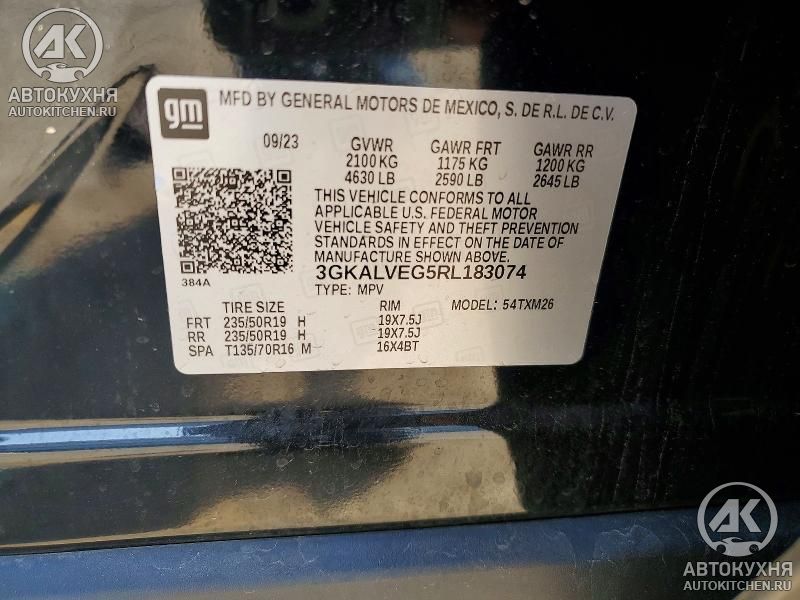 AK
АВТОКУХНЯ
AUTOKITCHEN.RU
gm
MFD BY GENERAL MOTORS DE MEXICO, S. DE R.L. DE C.V.
09/23 GVWR GAWR FRT GAWR RR
2100 KG 1175 KG 1200 KG
4630 LB 2590 LB 2645 LB
THIS VEHICLE CONFORMS TO ALL
APPLICABLE U.S. FEDERAL MOTOR
VEHICLE SAFETY AND THEFT PREVENTION
STANDARDS IN EFFECT ON THE DATE OF
MANUFACTURE SHOWN ABOVE.
384A
3GKALVEG5RL183074
TYPE: MPV MODEL: 54TXM26
TIRE SIZE RIM
FRT 235/50R19 H 19X7.5J
RR 235/50R19 H 19X7.5J
SPA T135/70R16 M 16X4BT
AK
АВТОКУХНЯ
AUTOKITCHEN.RU